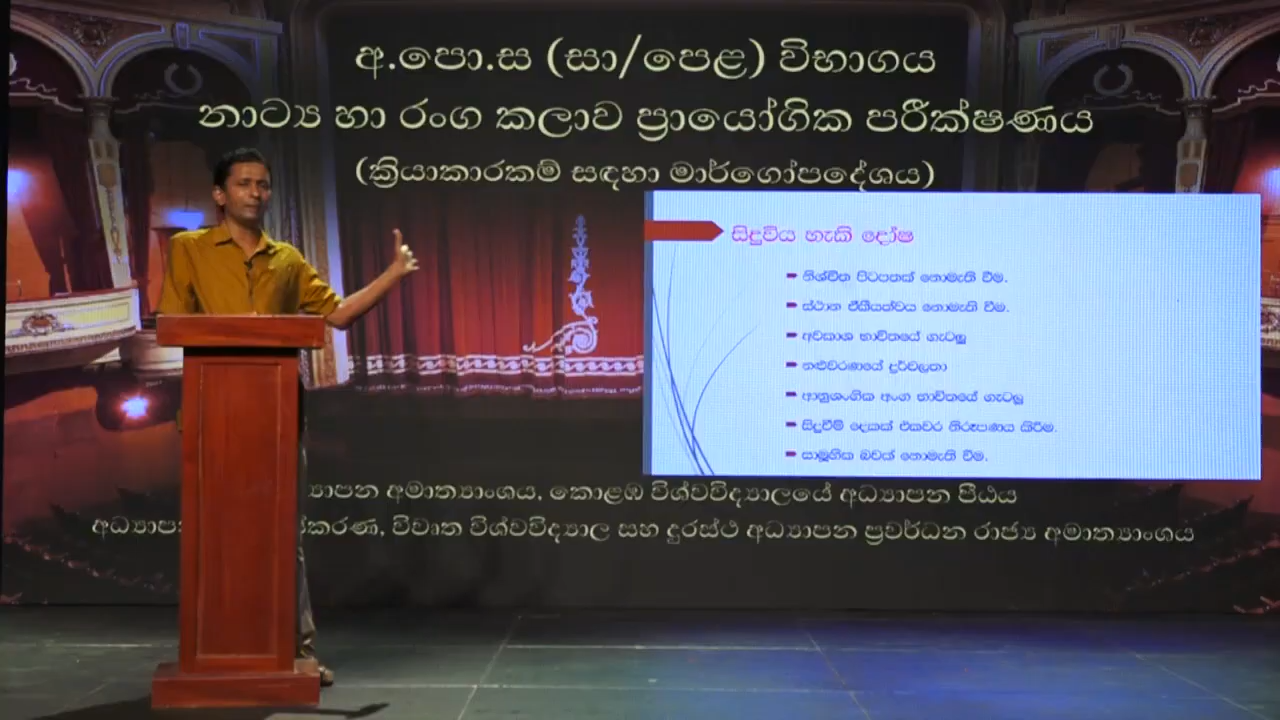 අ.පො.ස (සා/පෙළ) විභාගය
නාට්‍ය හා රංග කලාව ප්‍රායෝගික පරීක්ෂණය
(ක්‍රියාකාරකම් සඳහා මාර්ගෝපදේශය)
සිදුවිය හැකි දෝෂ
නිශ්චිත පිටපතක් නොමැති වීම.
ස්ථාන ඒකීයත්වය නොමැති වීම.
අවකාශ භාවිතයේ ගැටලු
නළුවරණයේ දුර්වලතා
ආනුශංගික අංග භාවිතයේ ගැටලූ
සිදුවීම් දෙකක් එකවර නිරූපණය කිරීම.
සාමූහික බවක් නොමැති වීම.
අමාත්‍යාංශය, කොළඹ විශ්වවිද්‍යාලයේ අධ්‍යාපන පීඨය
විවෘත විශ්වවිද්‍යාල සහ දුරස්ථ අධ්‍යාපන ප්‍රවර්ධන රාජ්‍ය අමාත්‍යාංශය